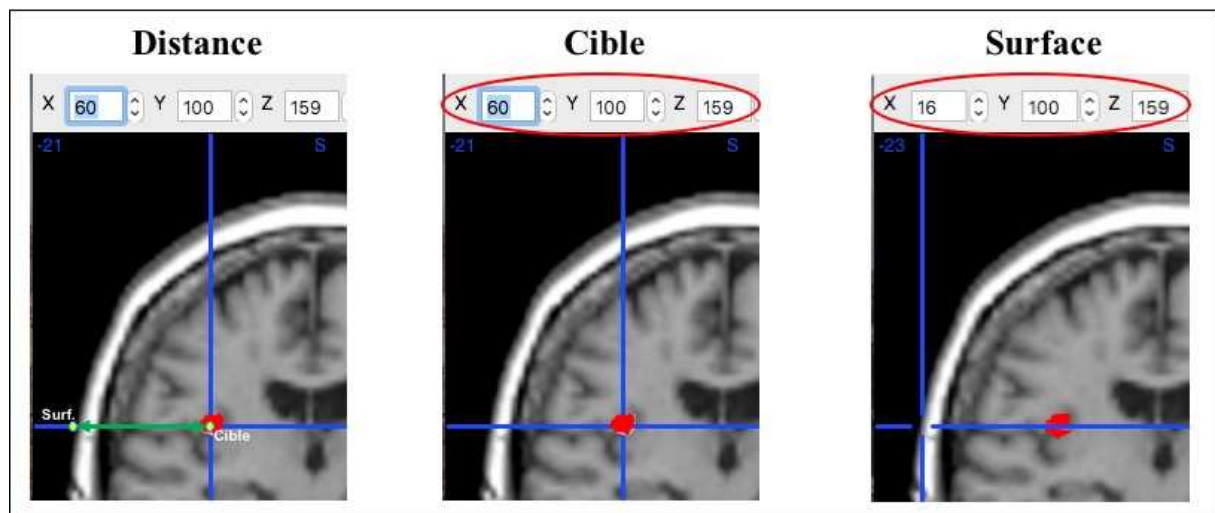 Distance
X 60 Y 100 Z 159
-21 S
Surf.
Cible
Cible
X 60 Y 100 Z 159
-21 S
Surface
X 16 Y 100 Z 159
-23 S